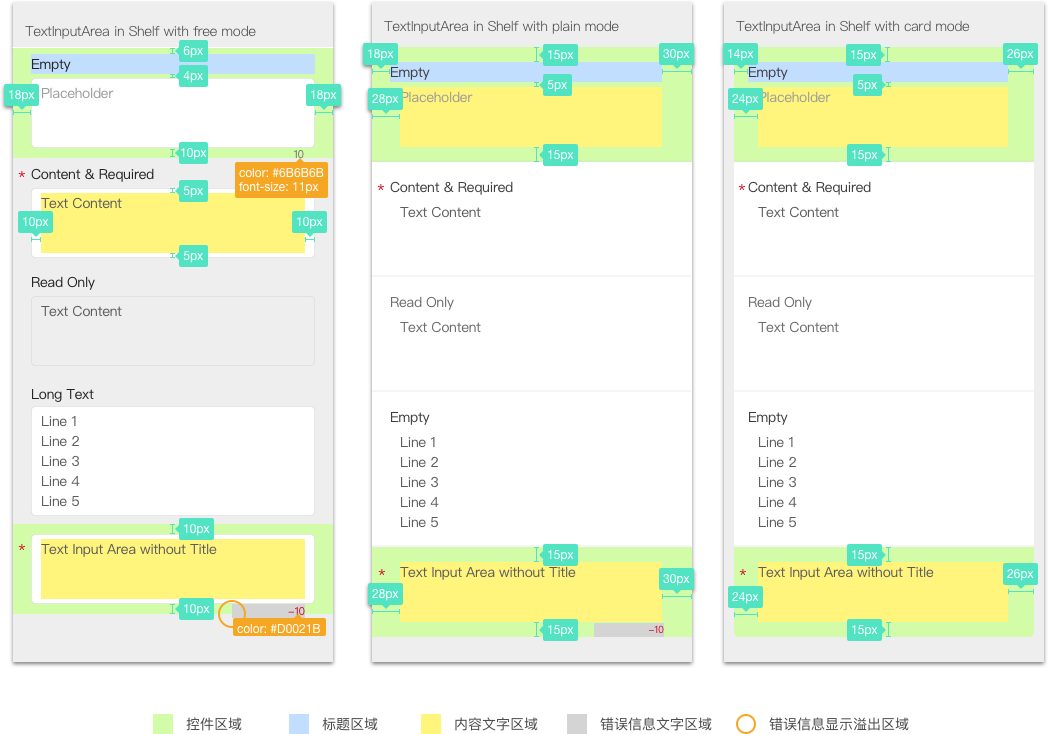 TextInputArea in Shelf with free mode
6px
Empty
4px
Placeholder
18px
18px
10px
10
color: #6B6B6B
font-size: 11px
* Content & Required
5px
Text Content
10px
10px
5px
Read Only
Text Content
Long Text
Line 1
Line 2
Line 3
Line 4
Line 5
10px
* Text Input Area without Title
10px
-10
color: #D0021B
TextInputArea in Shelf with plain mode
18px
15px
30px
Empty
5px
28px
Placeholder
15px
* Content & Required
Text Content
Read Only
Text Content
Empty
Line 1
Line 2
Line 3
Line 4
Line 5
15px
* Text Input Area without Title
30px
28px
15px
-10
TextInputArea in Shelf with card mode
14px
15px
26px
Empty
5px
24px
Placeholder
15px
* Content & Required
Text Content
Read Only
Text Content
Empty
Line 1
Line 2
Line 3
Line 4
Line 5
15px
* Text Input Area without Title
26px
24px
15px
控件区域
标题区域
内容文字区域
错误信息文字区域
错误信息显示溢出区域